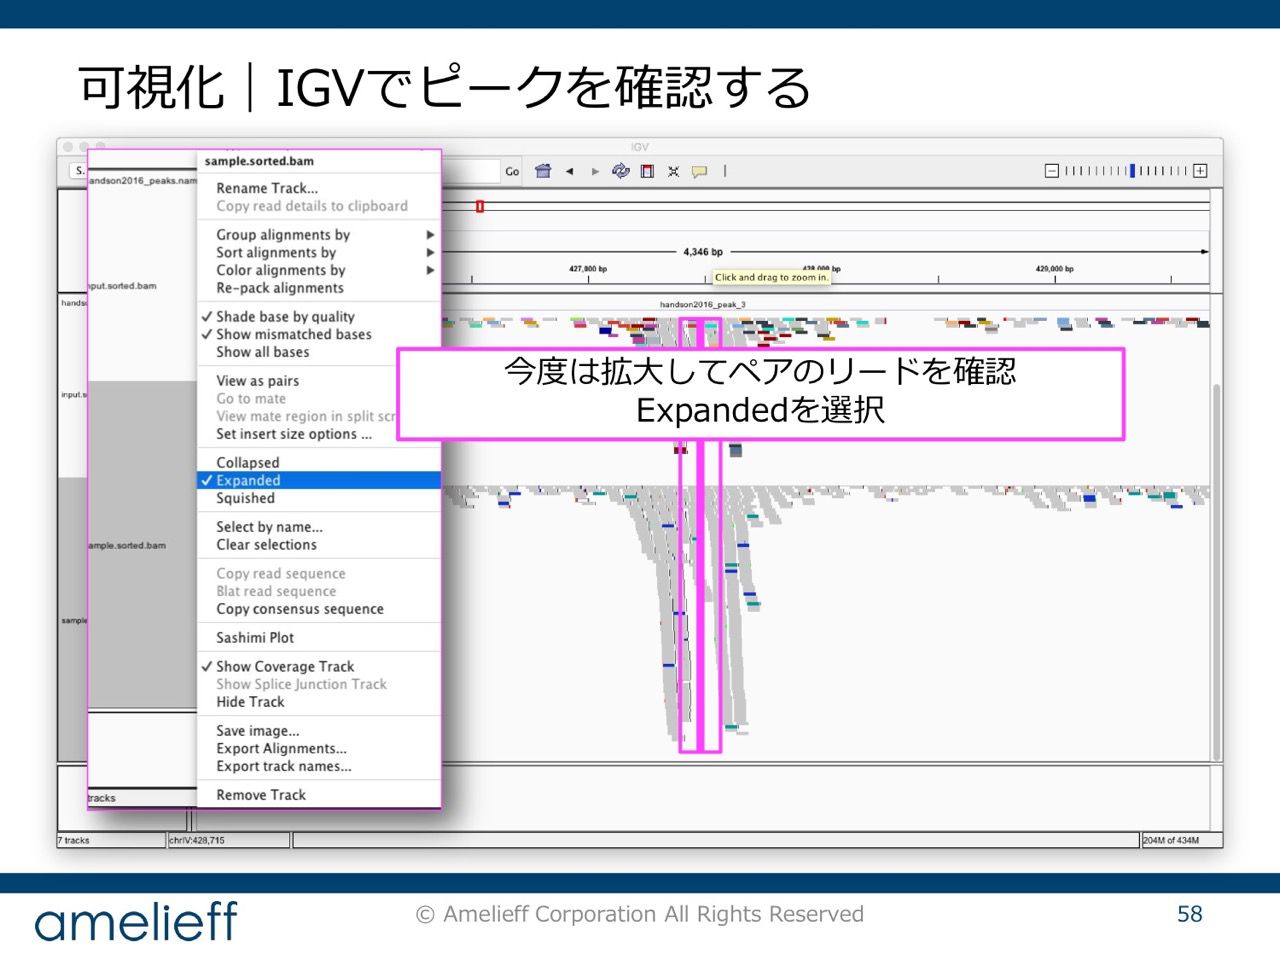 可視化｜IGVでピークを確認する
IGV
S.
sample.sorted.bam
Go
andson2016_peaks.nam
Rename Track...
Copy read details to clipboard
Group alignments by
Sort alignments by
4,346 bp
Color alignments by
427,000 bp
428,000 bp
429,000 bp
Click and drag to zoom in.
Re-pack alignments
nput.sorted.bam
hands
handson2016_peak_3
Shade base by quality
Show mismatched bases
Show all bases
今度は拡大してペアのリードを確認
Expandedを選択
View as pairs
input.s
Go to mate
View mate region in split scr
Set insert size options ...
Collapsed
Expanded
Squished
Select by name...
Clear selections
ample.sorted.bam
Copy read sequence
Blat read sequence
Copy consensus sequence
sample
Sashimi Plot
Show Coverage Track
Show Splice Junction Track
Hide Track
Save image...
Export Alignments...
Export track names...
Remove Track
tracks
7 tracks
chrIV:428,715
204M of 434M
amelieff
© Amelieff Corporation All Rights Reserved
58